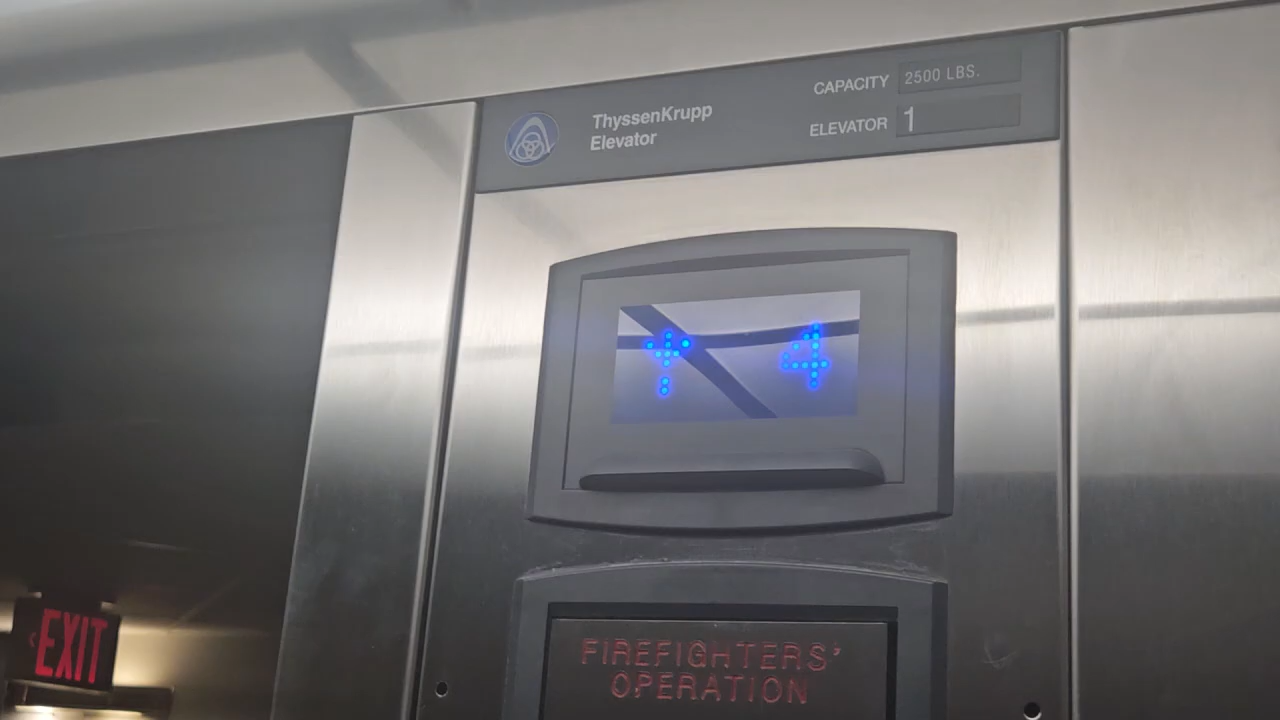 ThyssenKrupp
Elevator
CAPACITY 2500 LBS.
ELEVATOR 1
4
EXIT
FIREFIGHTERS'
OPERATION